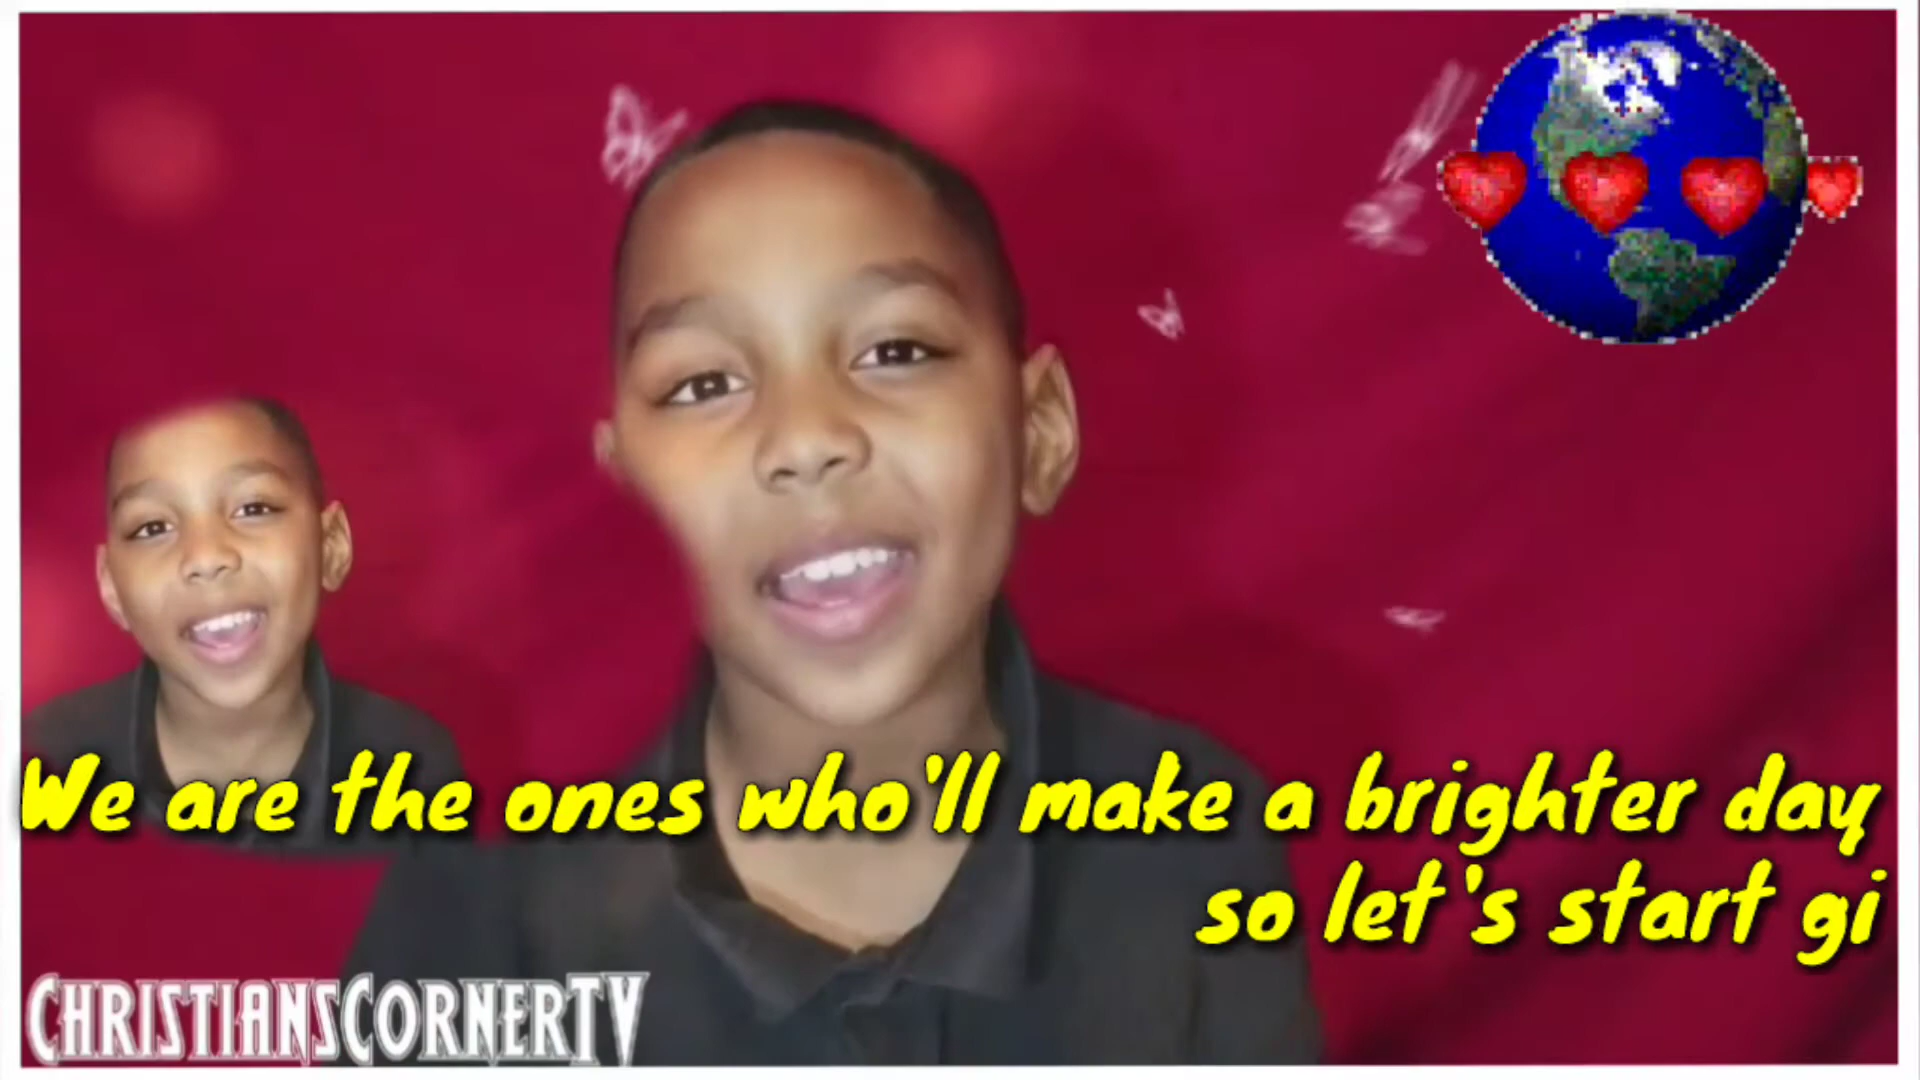 We are the ones who'll make a brighter day
so let's start gi
CHRISTIANSCORNERTV